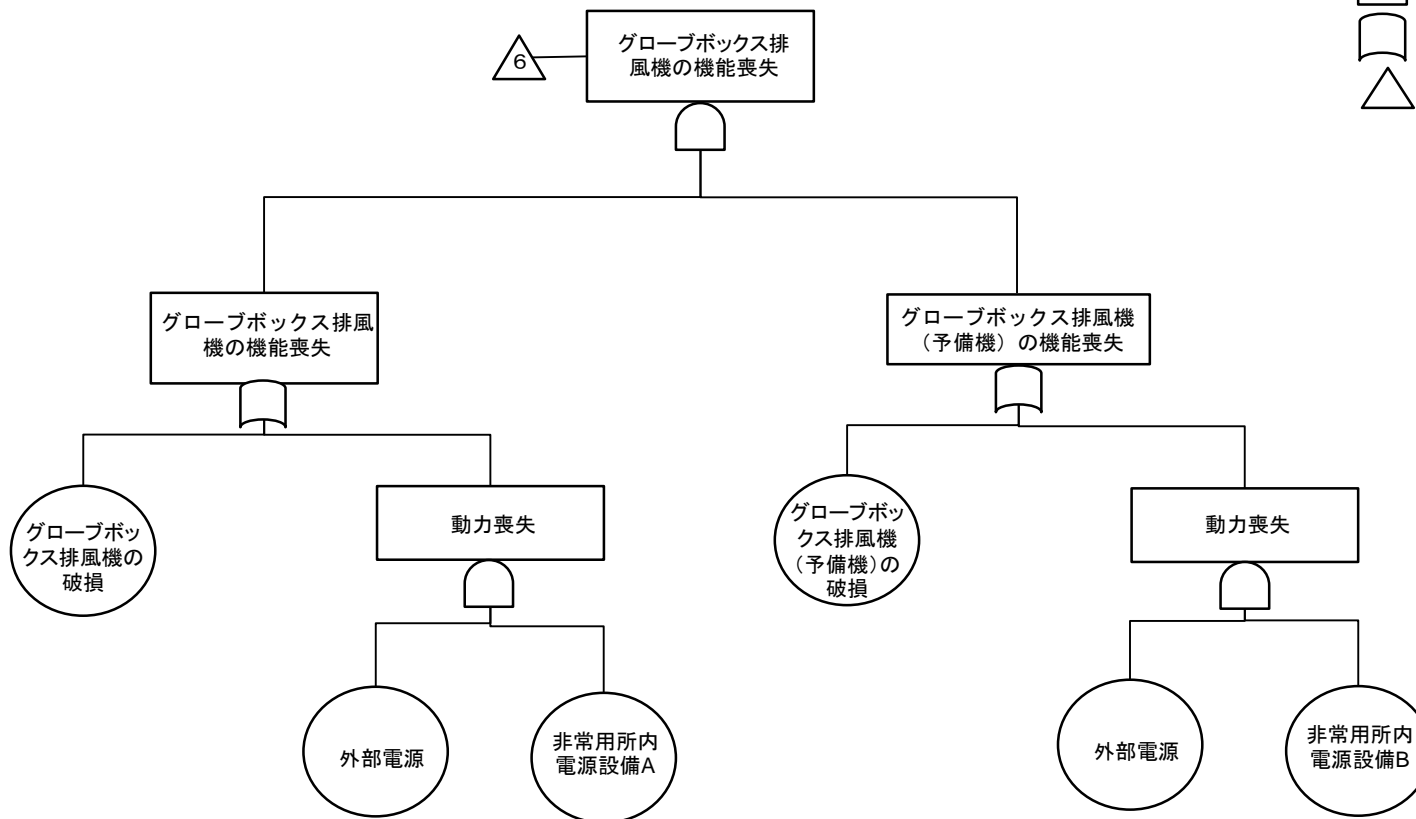 グローブボックス排
風機の機能喪失
6
グローブボックス排風
機の機能喪失
グローブボックス排風機
（予備機）の機能喪失
グローブボッ
クス排風機の
破損
動力喪失
グローブボッ
クス排風機
（予備機）の
破損
動力喪失
外部電源
非常用所内
電源設備A
外部電源
非常用所内
電源設備B